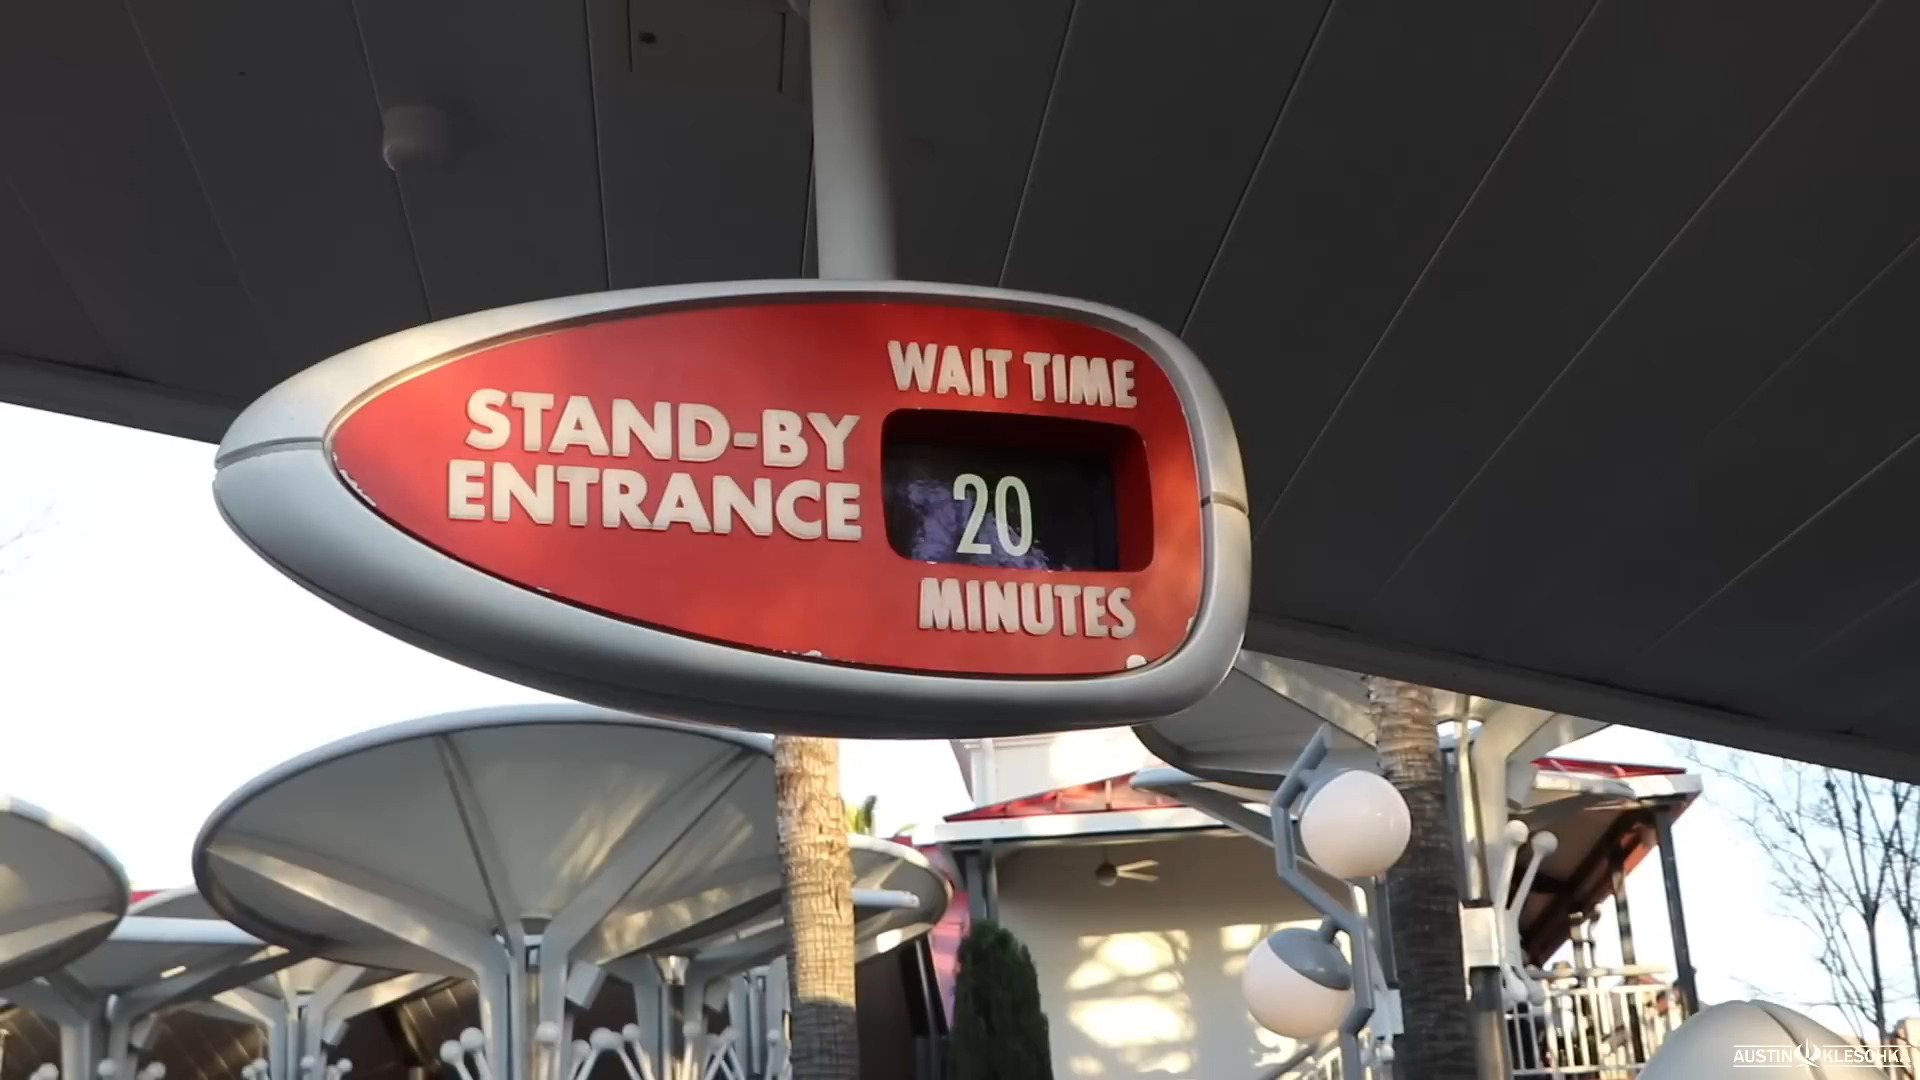 STAND-BY
ENTRANCE
WAIT TIME
20
MINUTES
AUSTIN KLESCHKA